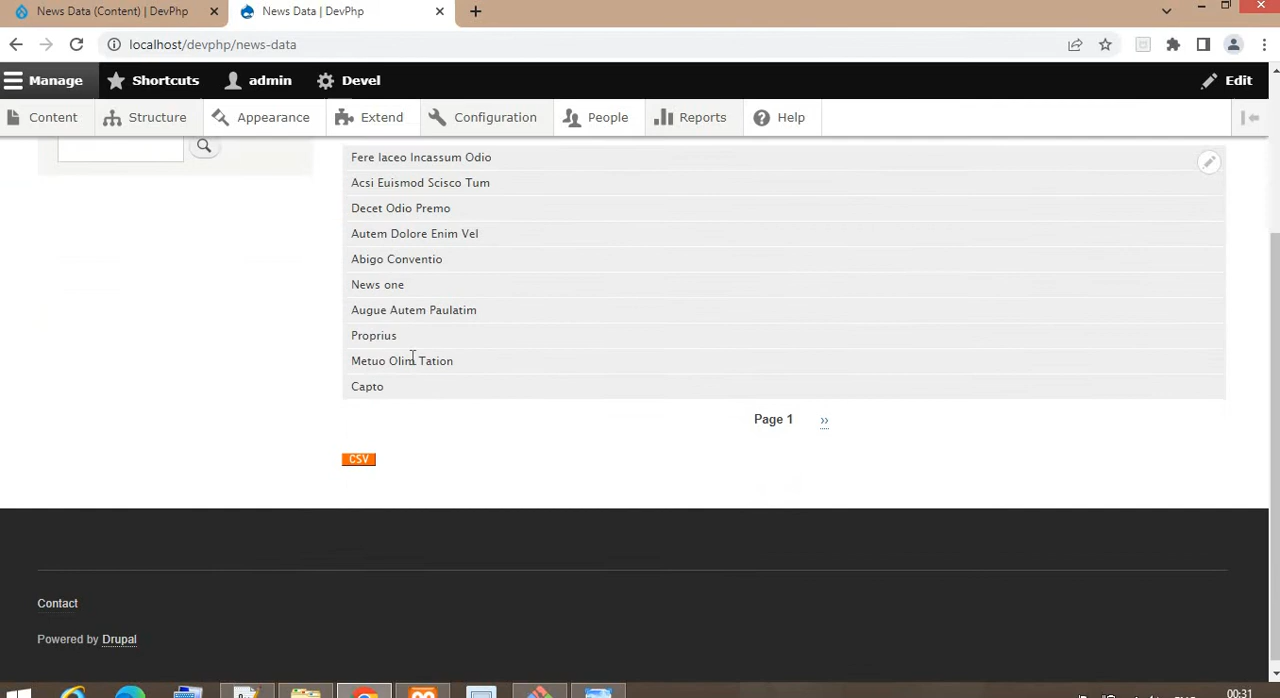 News Data (Content) | DevPhp
News Data | DevPhp
localhost/devphp/news-data
Manage
Shortcuts
admin
Devel
Edit
Content
Structure
Appearance
Extend
Configuration
People
Reports
Help
Fere Iaceo Incassum Odio
Acsi Euismod Scisco Tum
Decet Odio Premo
Autem Dolore Enim Vel
Abigo Conventio
News one
Augue Autem Paulatim
Proprius
Metuo Olim Tation
Capto
Page 1 ››
CSV
Contact
Powered by Drupal
00:31